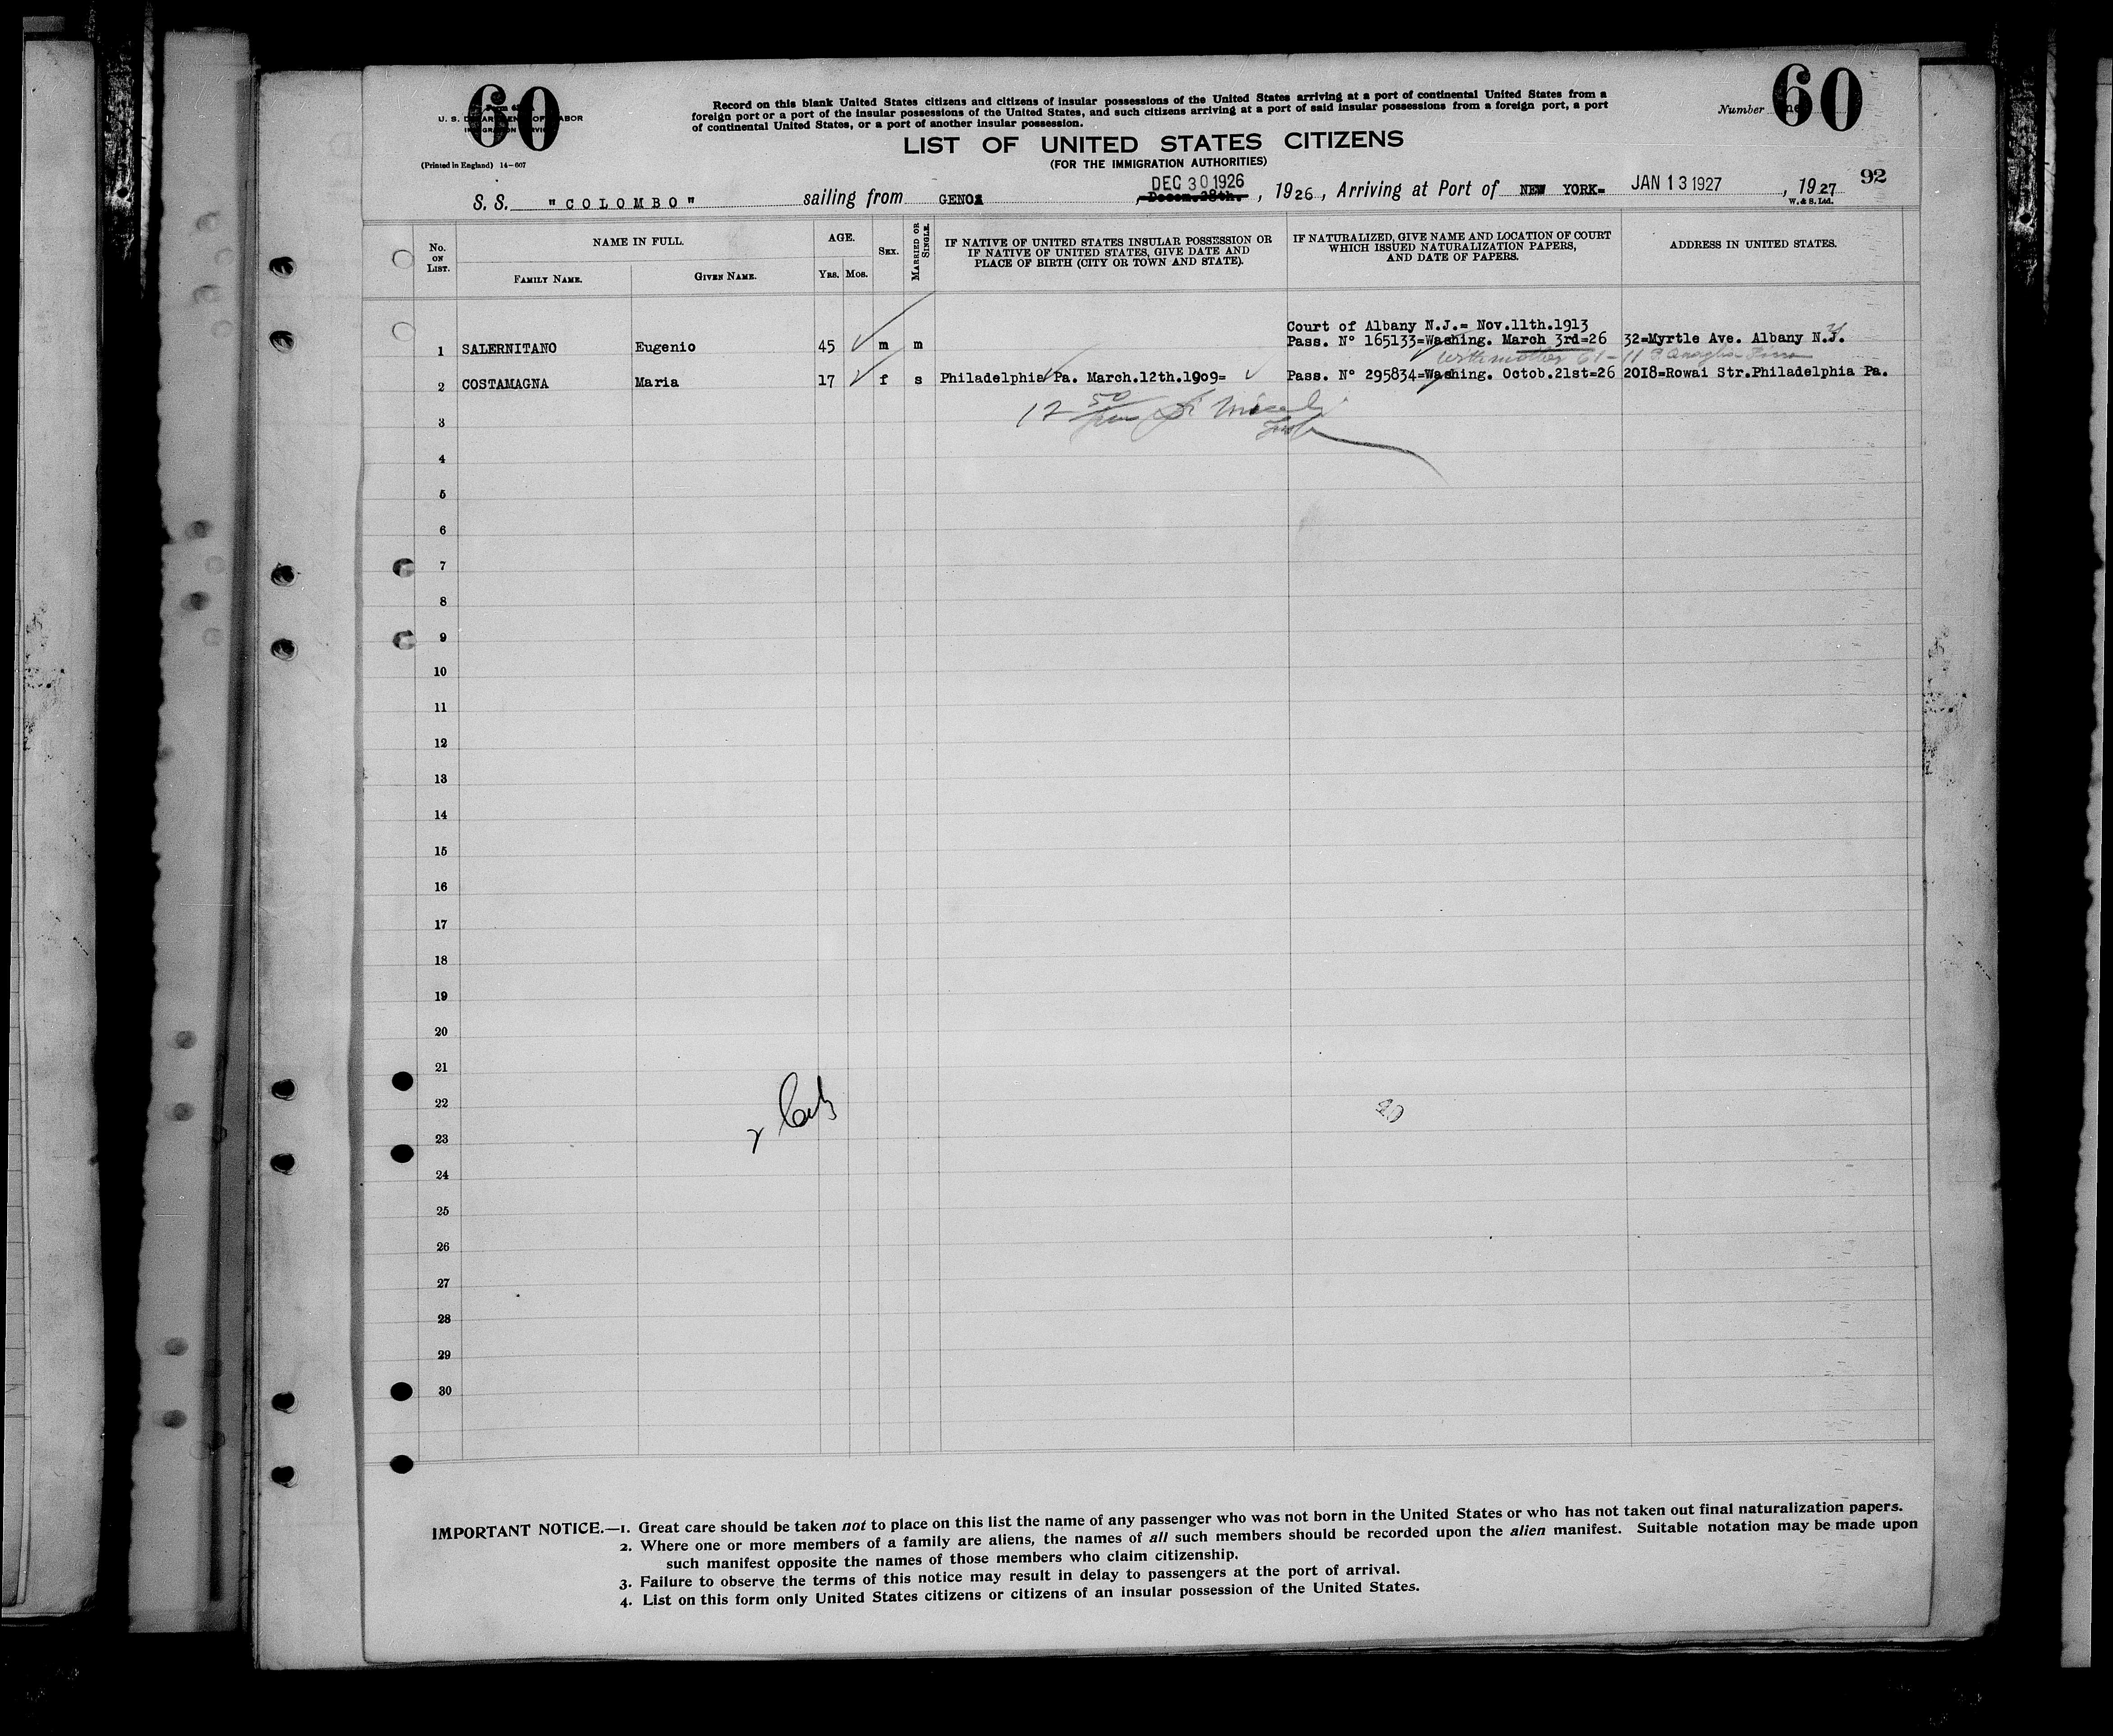 60
60
U. S. DEPARTMENT OF LABOR
IMMIGRATION SERVICE
(Printed in England) 14—607
Record on this blank United States citizens and citizens of insular possessions of the United States arriving at a port of continental United States from a
foreign port or a port of the insular possessions of the United States, and such citizens arriving at a port of said insular possessions from a foreign port, a port
of continental United States, or a port of another insular possession.
Number
LIST OF UNITED STATES CITIZENS
(FOR THE IMMIGRATION AUTHORITIES)
92
DEC 30 1926
S. S. "COLOMBO" sailing from GENOA, Decem.28th., 1926, Arriving at Port of NEW YORK= JAN 13 1927, 1927
W. & S. Ltd.
No. ON LIST.
NAME IN FULL.
FAMILY NAME.
GIVEN NAME.
AGE.
YRS. MOS.
SEX.
MARRIED OR SINGLE.
IF NATIVE OF UNITED STATES INSULAR POSSESSION OR
IF NATIVE OF UNITED STATES, GIVE DATE AND
PLACE OF BIRTH (CITY OR TOWN AND STATE).
IF NATURALIZED, GIVE NAME AND LOCATION OF COURT
WHICH ISSUED NATURALIZATION PAPERS,
AND DATE OF PAPERS.
ADDRESS IN UNITED STATES.
Court of Albany N.J.= Nov.11th.1913
1 SALERNITANO Eugenio 45 m m Pass. N° 165133=Washing. March 3rd=26 32=Myrtle Ave. Albany N.J.
with mother 61-11
2 COSTAMAGNA Maria 17 f s Philadelphia Pa. March.12th.1909= Pass. N° 295834=Washing. Octob.21st=26 2018=Rowai Str.Philadelphia Pa.
12 50
3
4
5
6
7
8
9
10
11
12
13
14
15
16
17
18
19
20
21
22
23
24
25
26
27
28
29
30
IMPORTANT NOTICE.—1. Great care should be taken not to place on this list the name of any passenger who was not born in the United States or who has not taken out final naturalization papers.
2. Where one or more members of a family are aliens, the names of all such members should be recorded upon the alien manifest. Suitable notation may be made upon
such manifest opposite the names of those members who claim citizenship.
3. Failure to observe the terms of this notice may result in delay to passengers at the port of arrival.
4. List on this form only United States citizens or citizens of an insular possession of the United States.